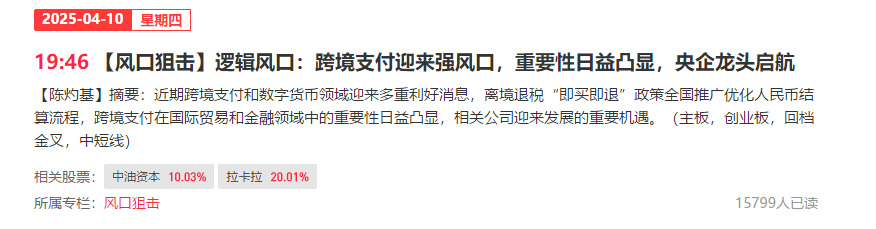 2025-04-10 星期四
19:46 【风口狙击】逻辑风口：跨境支付迎来强风口，重要性日益凸显，央企龙头启航
【陈灼基】摘要：近期跨境支付和数字货币领域迎来多重利好消息，离境退税“即买即退”政策全国推广优化人民币结
算流程，跨境支付在国际贸易和金融领域中的重要性日益凸显，相关公司迎来发展的重要机遇。（主板，创业板，回档
金叉，中短线）
相关股票： 中油资本 10.03% 拉卡拉 20.01%
所属专栏：风口狙击 15799人已读